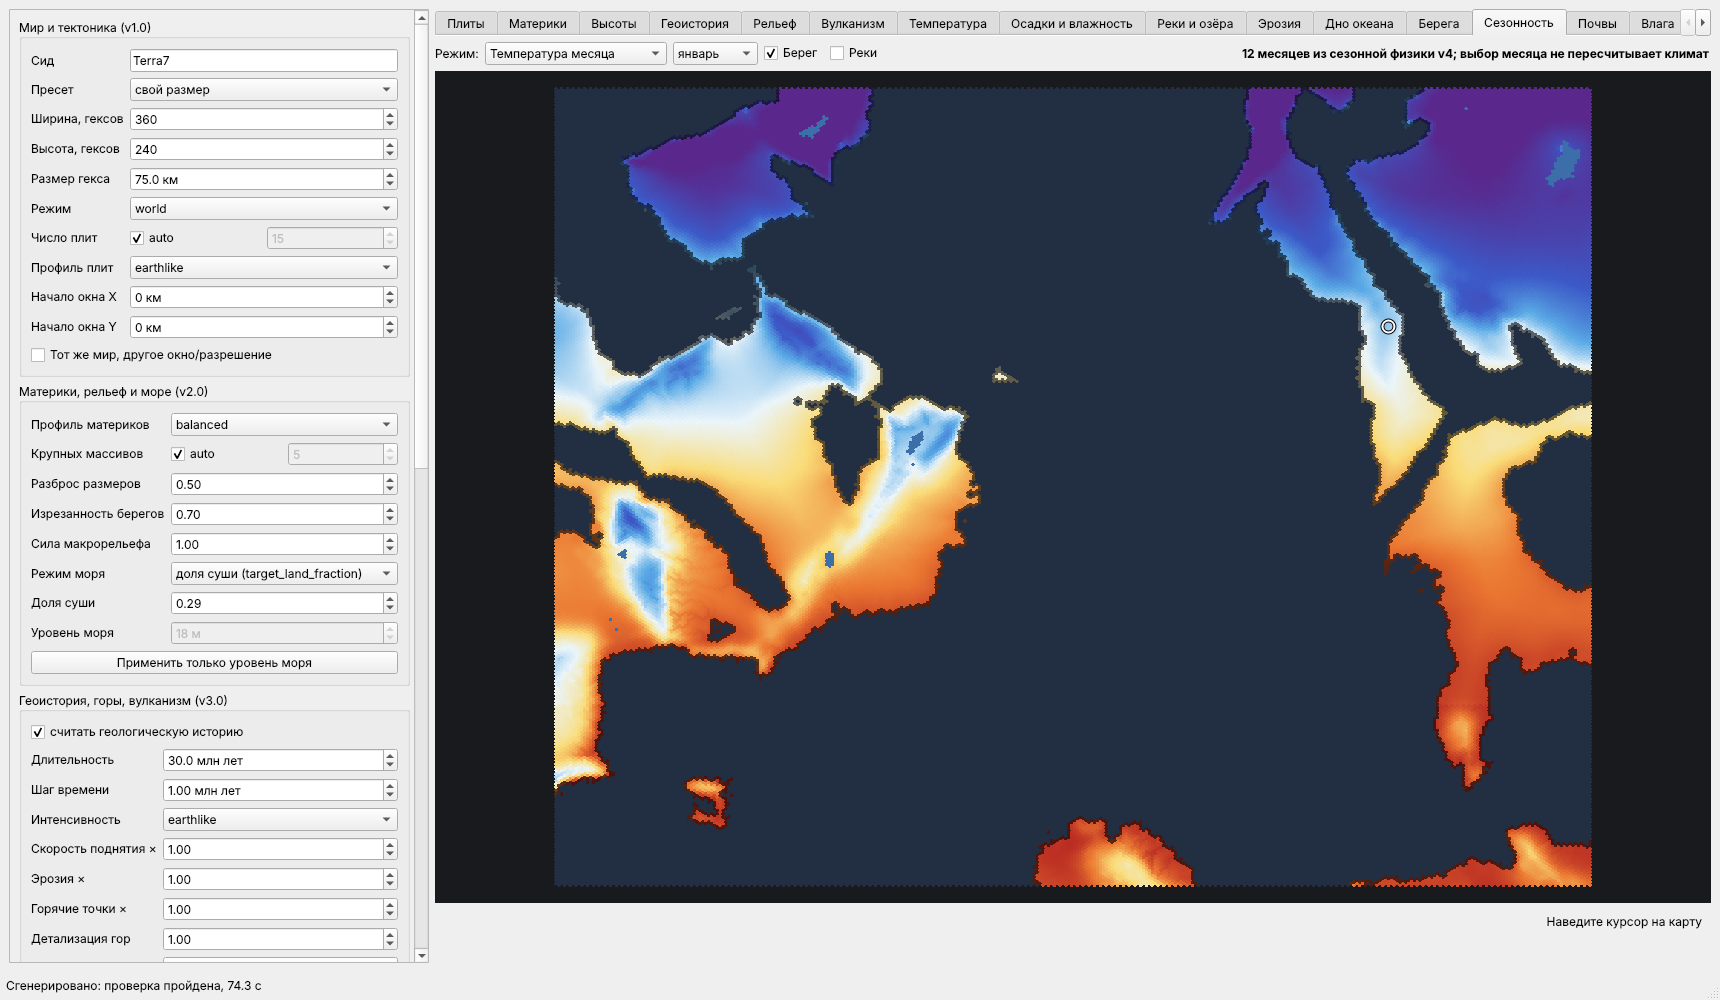 Мир и тектоника (v1.0)
Сид Terra7
Пресет свой размер
Ширина, гексов 360
Высота, гексов 240
Размер гекса 75.0 км
Режим world
Число плит auto 15
Профиль плит earthlike
Начало окна X 0 км
Начало окна Y 0 км
Тот же мир, другое окно/разрешение
Материки, рельеф и море (v2.0)
Профиль материков balanced
Крупных массивов auto 5
Разброс размеров 0.50
Изрезанность берегов 0.70
Сила макрорельефа 1.00
Режим моря доля суши (target_land_fraction)
Доля суши 0.29
Уровень моря 18 м
Применить только уровень моря
Геоистория, горы, вулканизм (v3.0)
считать геологическую историю
Длительность 30.0 млн лет
Шаг времени 1.00 млн лет
Интенсивность earthlike
Скорость поднятия × 1.00
Эрозия × 1.00
Горячие точки × 1.00
Детализация гор 1.00
Плиты Материки Высоты Геоистория Рельеф Вулканизм Температура Осадки и влажность Реки и озёра Эрозия Дно океана Берега Сезонность Почвы Влага
Режим: Температура месяца январь Берег Реки 12 месяцев из сезонной физики v4; выбор месяца не пересчитывает климат
Наведите курсор на карту
Сгенерировано: проверка пройдена, 74.3 с